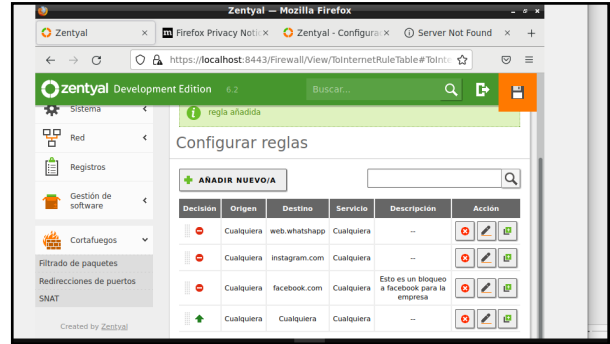 Zentyal — Mozilla Firefox
Zentyal × Firefox Privacy Notic × Zentyal - Configurac × Server Not Found × +
https://localhost:8443/Firewall/View/ToInternetRuleTable#ToInte
zentyal Development Edition 6.2 Buscar...
Sistema
regla añadida
Red
Configurar reglas
Registros
AÑADIR NUEVO/A
Gestión de
software
Decisión Origen Destino Servicio Descripción Acción
Cortafuegos
Cualquiera web.whatsapp Cualquiera --
Filtrado de paquetes
Cualquiera instagram.com Cualquiera --
Redirecciones de puertos
Cualquiera facebook.com Cualquiera Esto es un bloqueo
a facebook para la
empresa
SNAT
Cualquiera Cualquiera Cualquiera --
Created by Zentyal